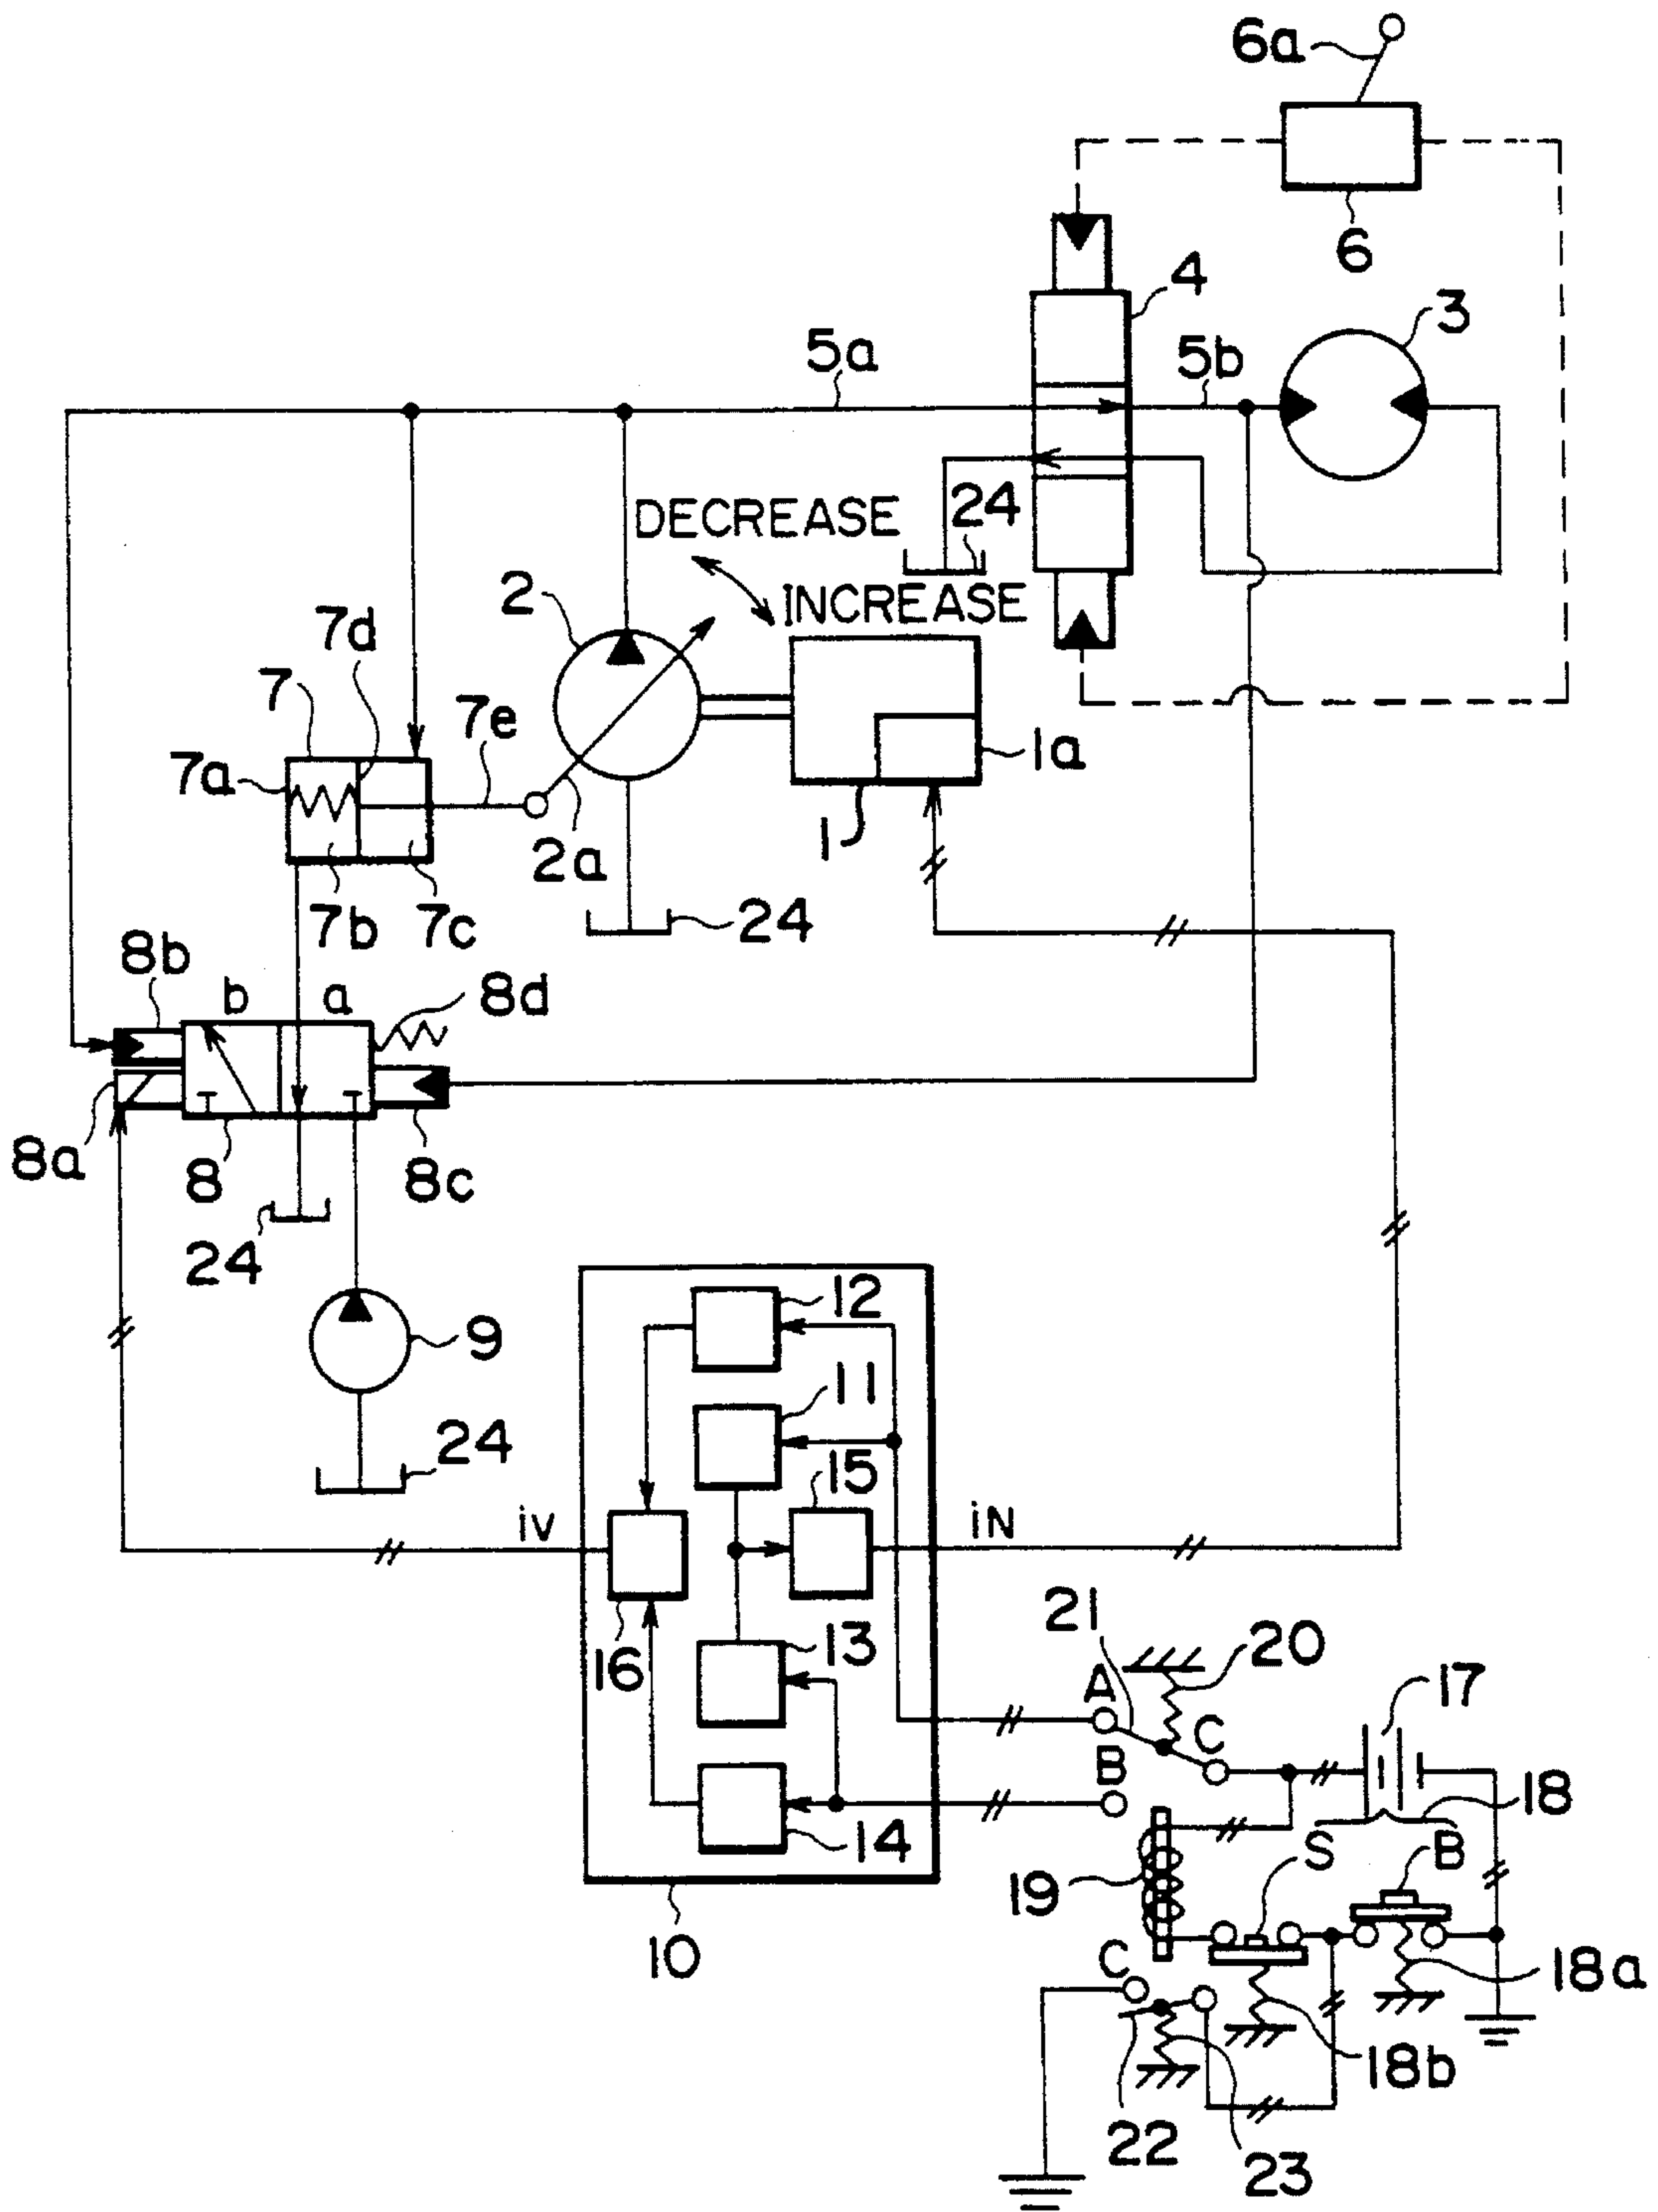 6a
6
4
3
5a
5b
24
DECREASE
INCREASE
2
7d
7
7e
7a
1a
1
2a
7b
7c
24
8b
b
a
8d
8a
8
8c
24
12
9
11
24
15
iv
iN
16
13
21
20
A
17
C
B
18
14
S
B
19
10
C
18a
18b
22
23